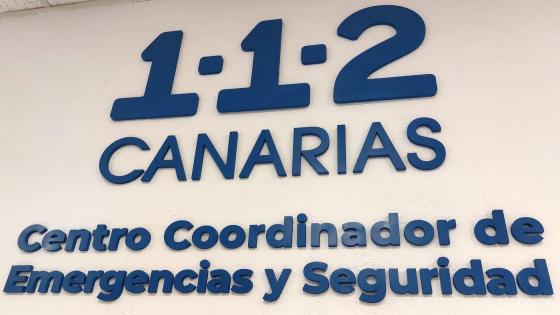 1·1·2
CANARIAS
Centro Coordinador de
Emergencias y Seguridad